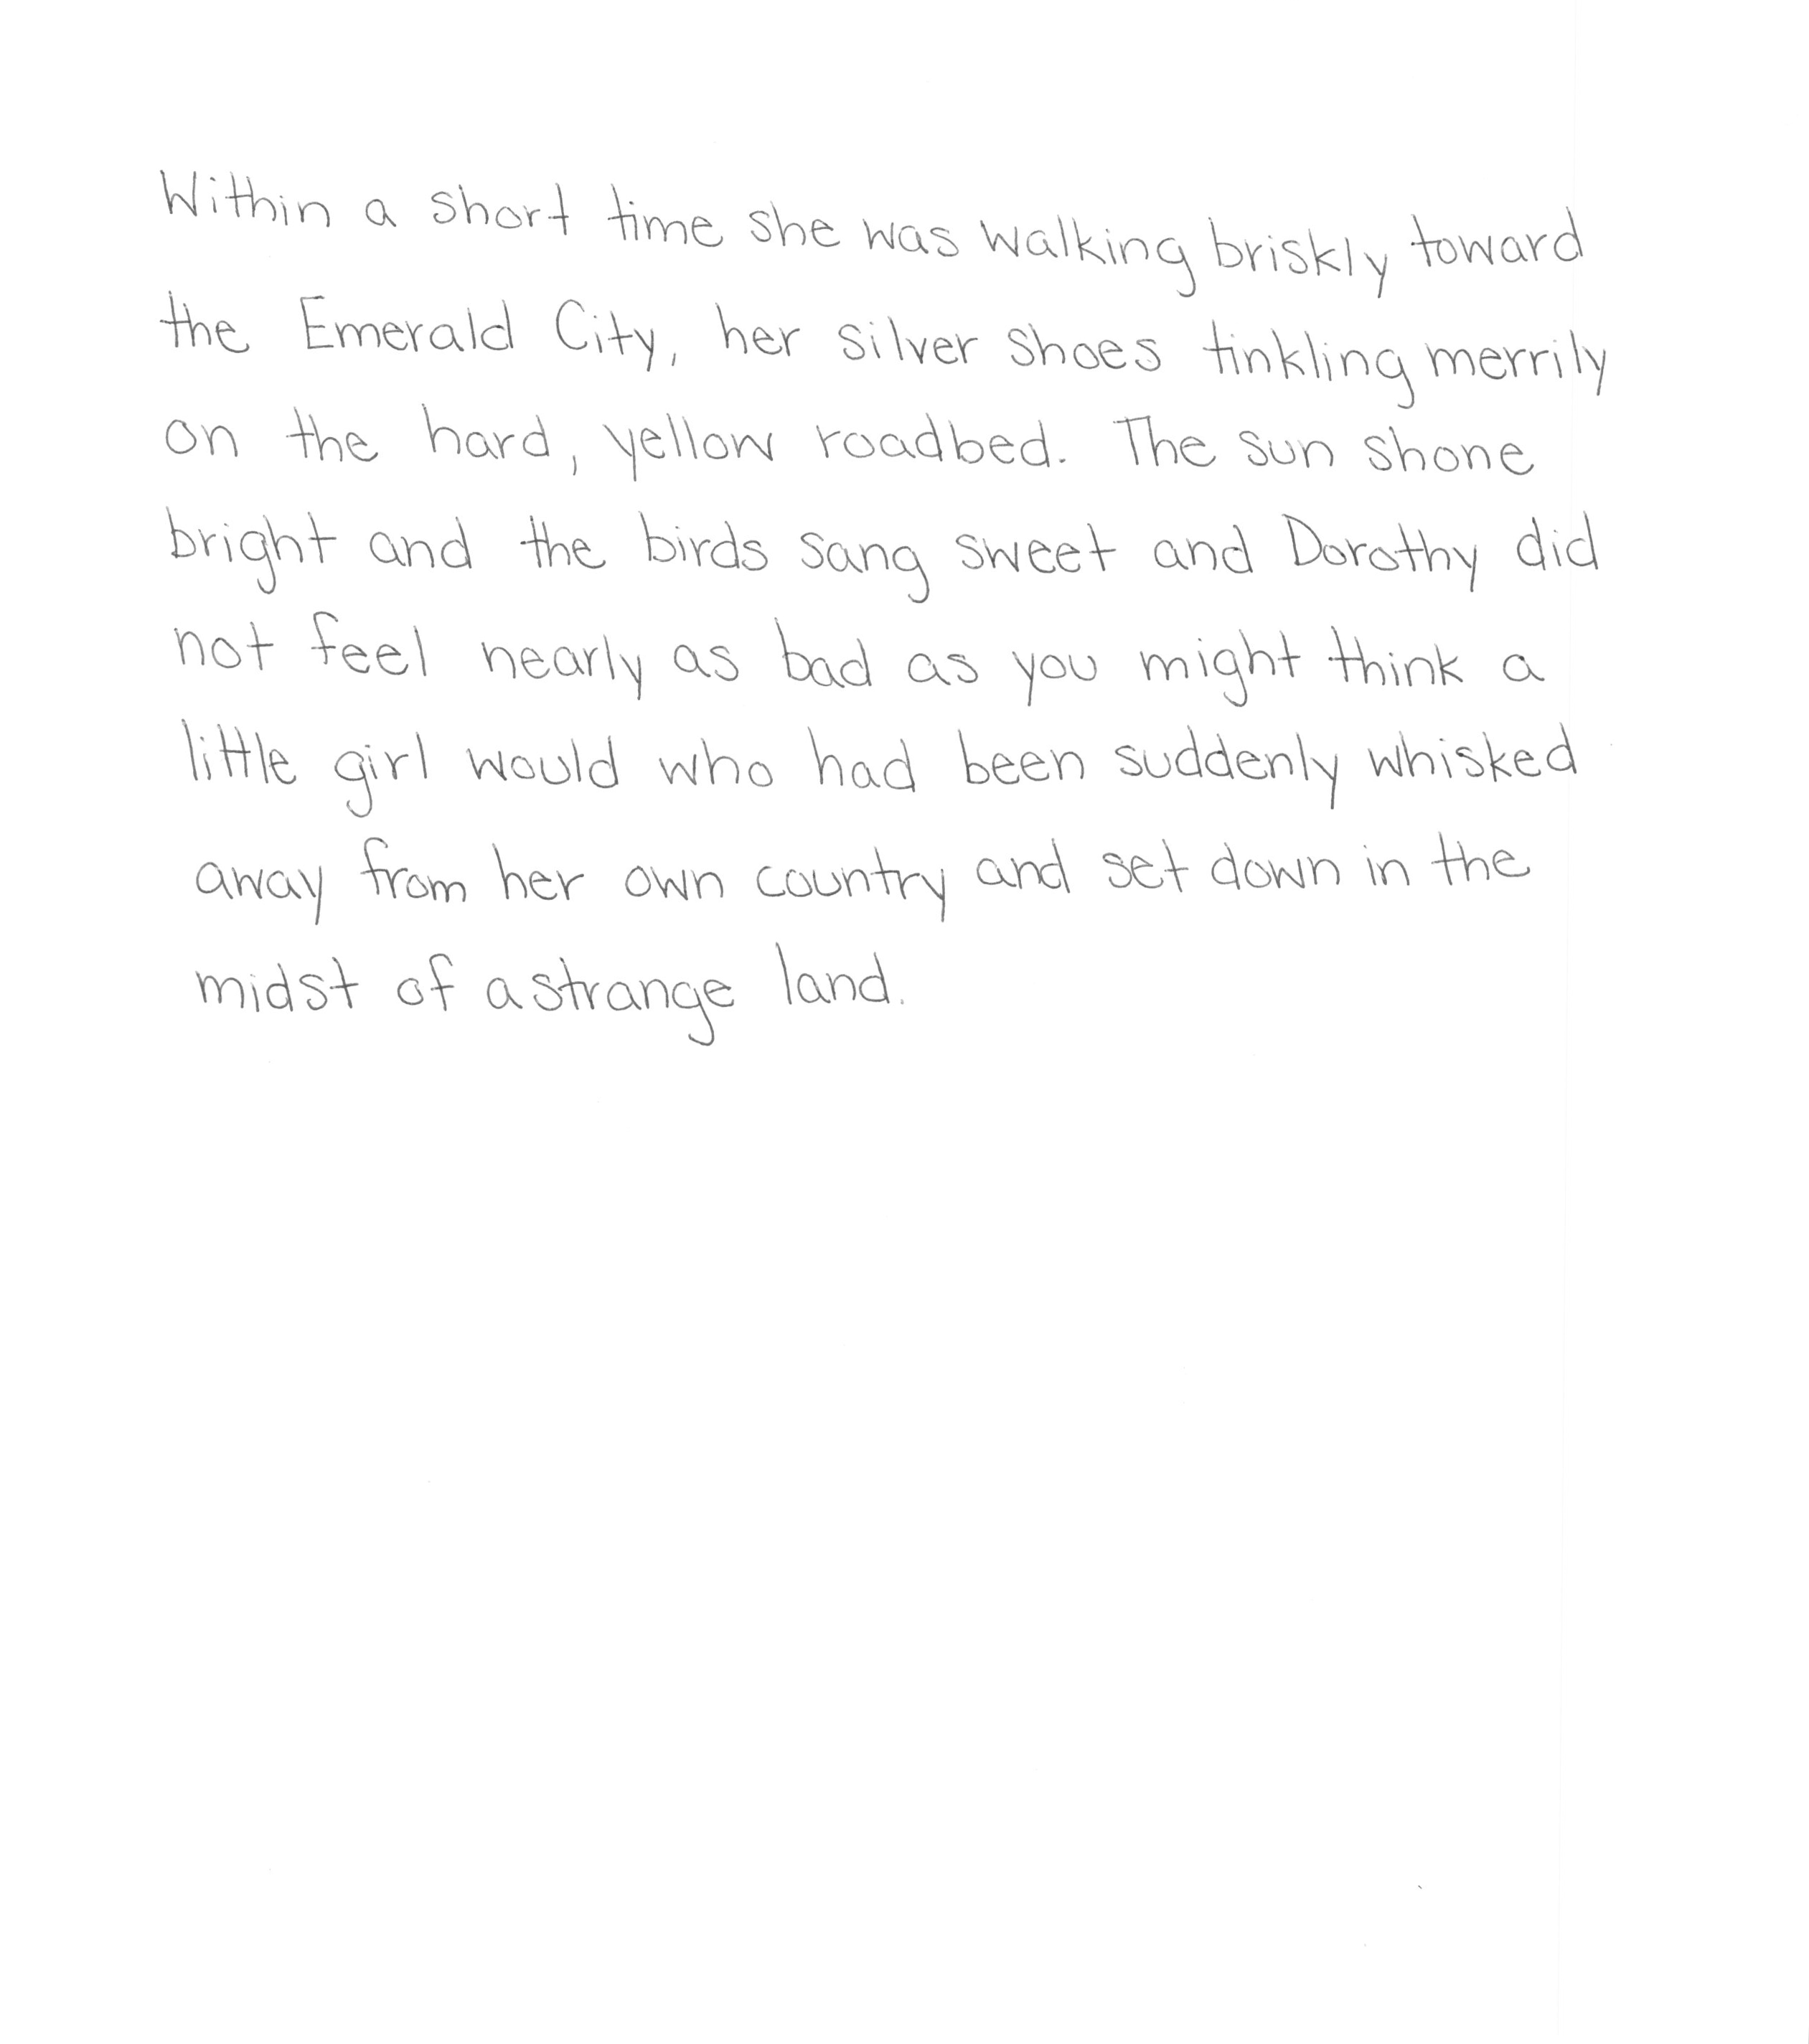 Within a short time she was walking briskly toward
the Emerald City, her silver shoes tinkling merrily
on the hard, yellow roadbed. The sun shone
bright and the birds sang sweet and Dorothy did
not feel nearly as bad as you might think a
little girl would who had been suddenly whisked
away from her own country and set down in the
midst of a strange land.